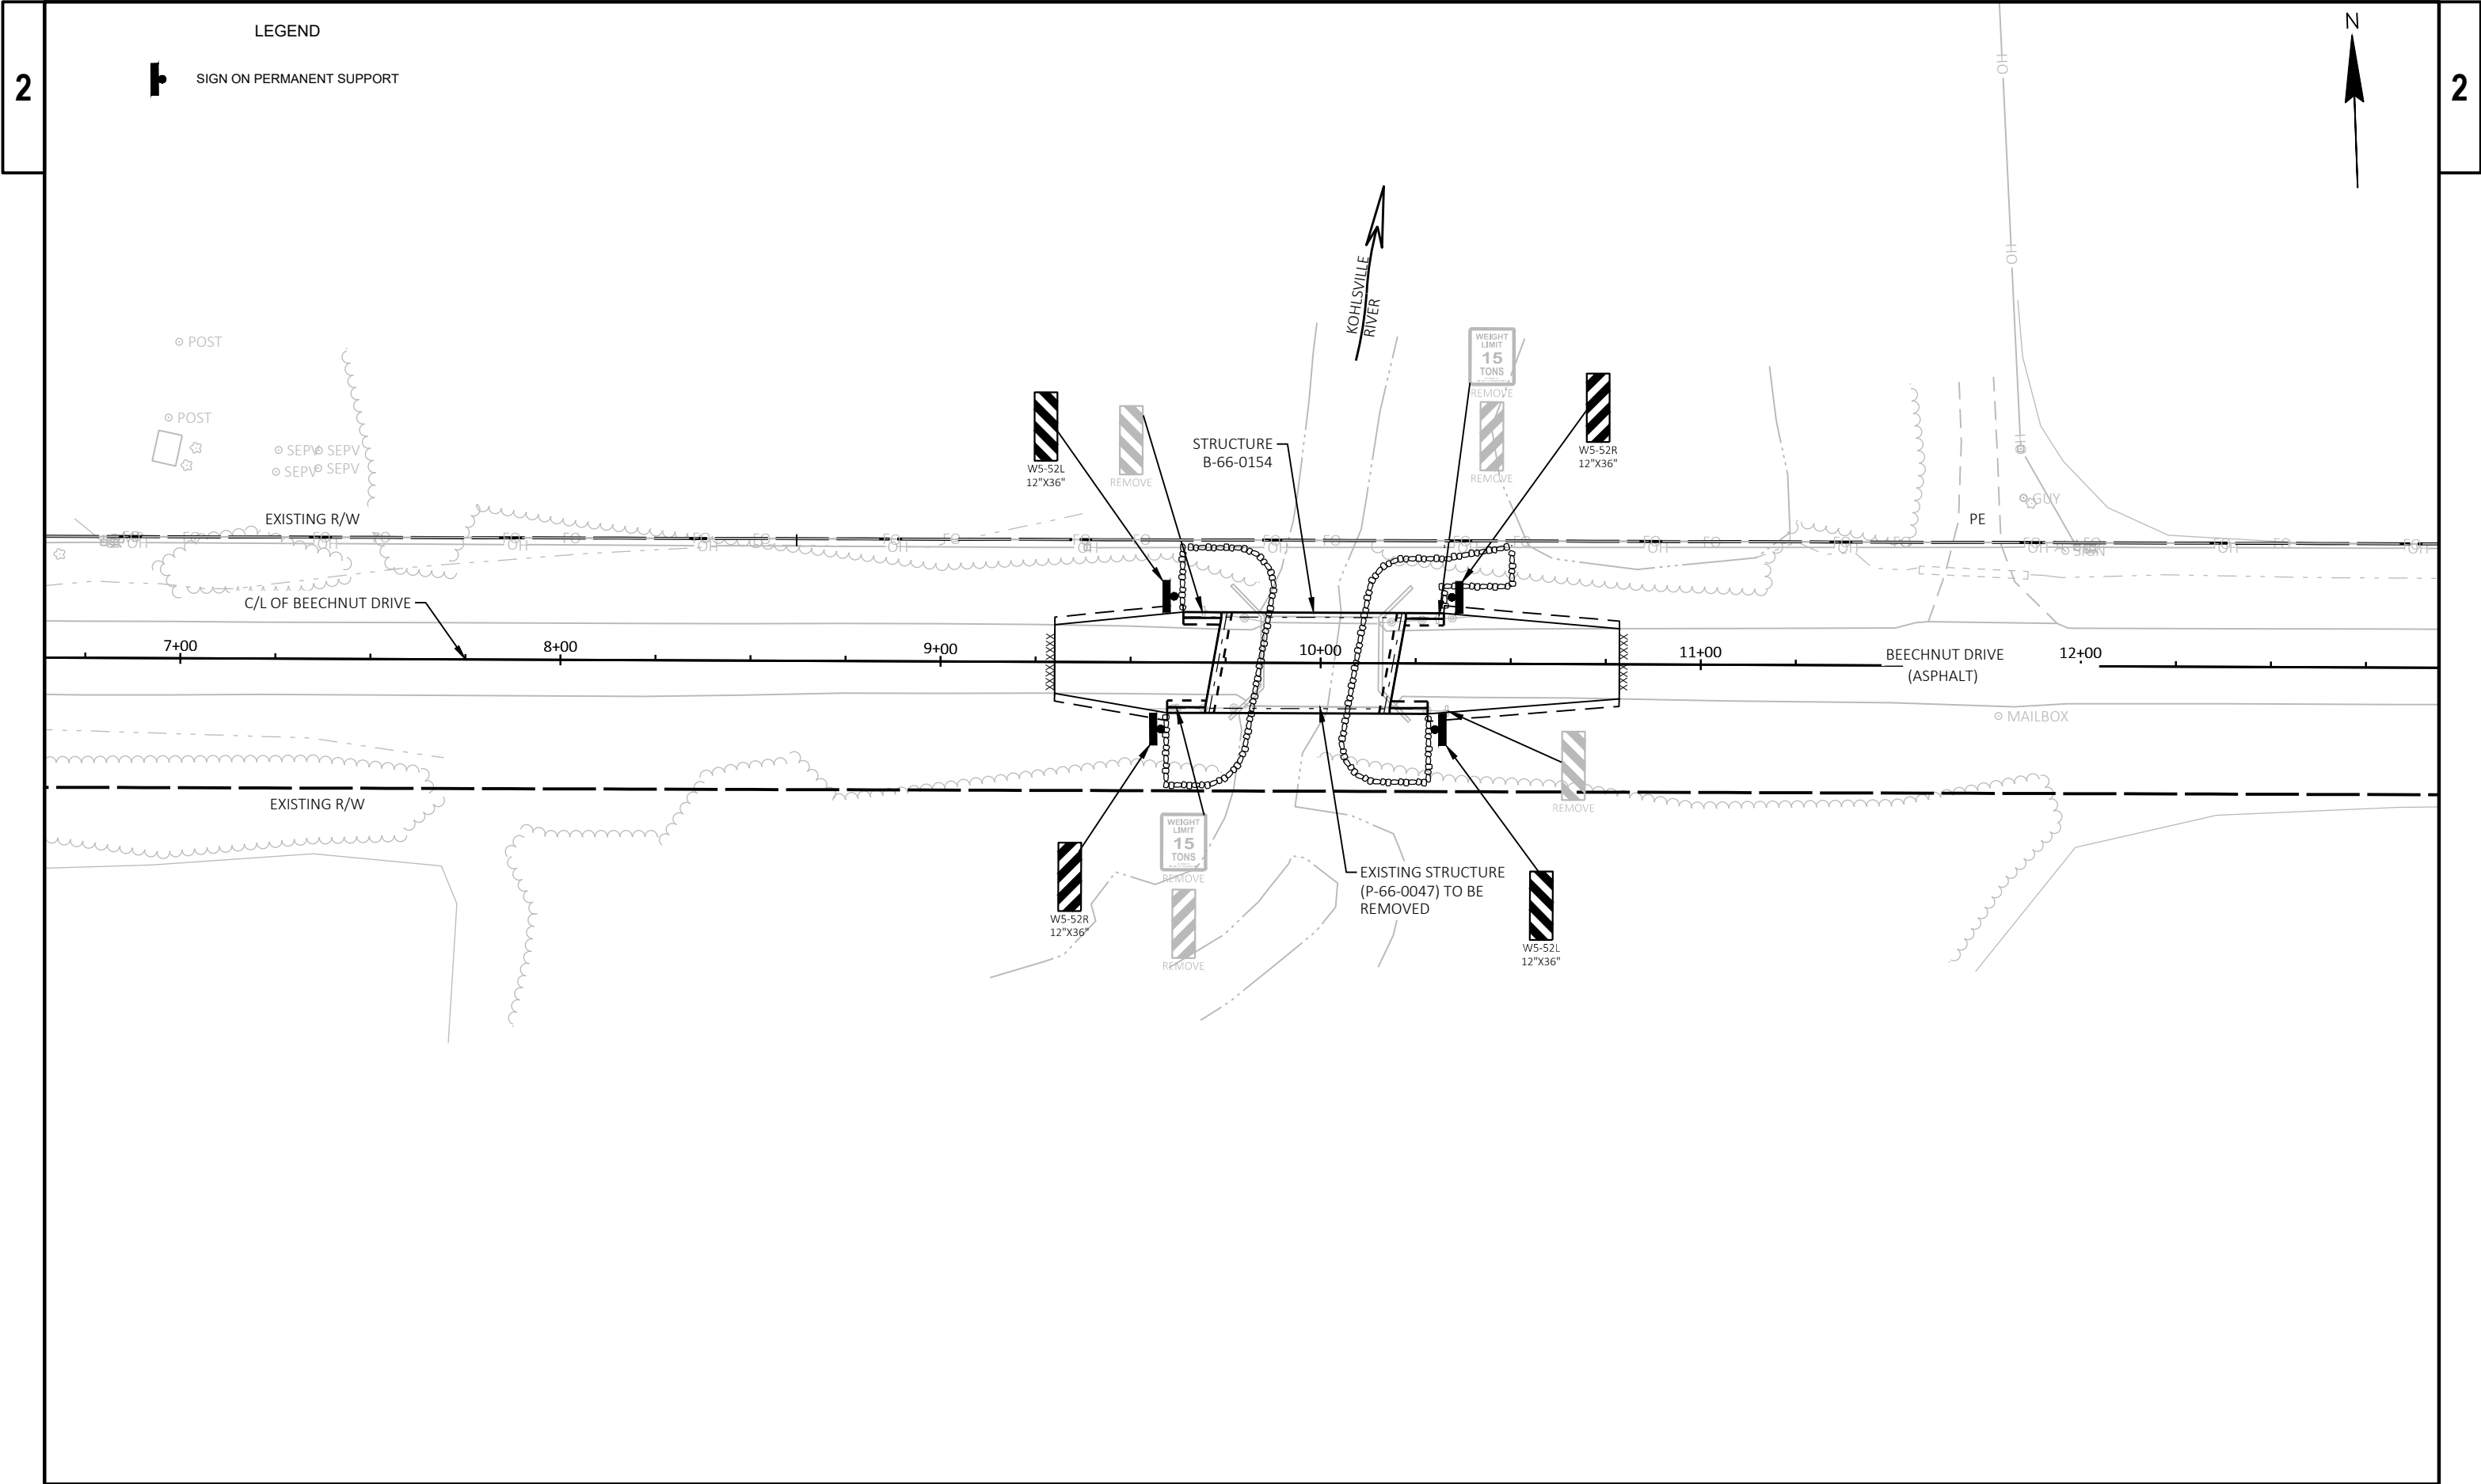 LEGEND
SIGN ON PERMANENT SUPPORT
2
2
N
OH
OH
KOHLSVILLE
RIVER
POST
POST
SEPV
SEPV
SEPV
SEPV
WEIGHT
LIMIT
15
TONS
REMOVE
REMOVE
W5-52L
12"X36"
REMOVE
STRUCTURE
B-66-0154
W5-52R
12"X36"
GUY
PE
SIGN
EXISTING R/W
C/L OF BEECHNUT DRIVE
7+00
8+00
9+00
10+00
11+00
12+00
BEECHNUT DRIVE
(ASPHALT)
MAILBOX
EXISTING R/W
REMOVE
WEIGHT
LIMIT
15
TONS
REMOVE
REMOVE
W5-52R
12"X36"
EXISTING STRUCTURE
(P-66-0047) TO BE
REMOVED
W5-52L
12"X36"